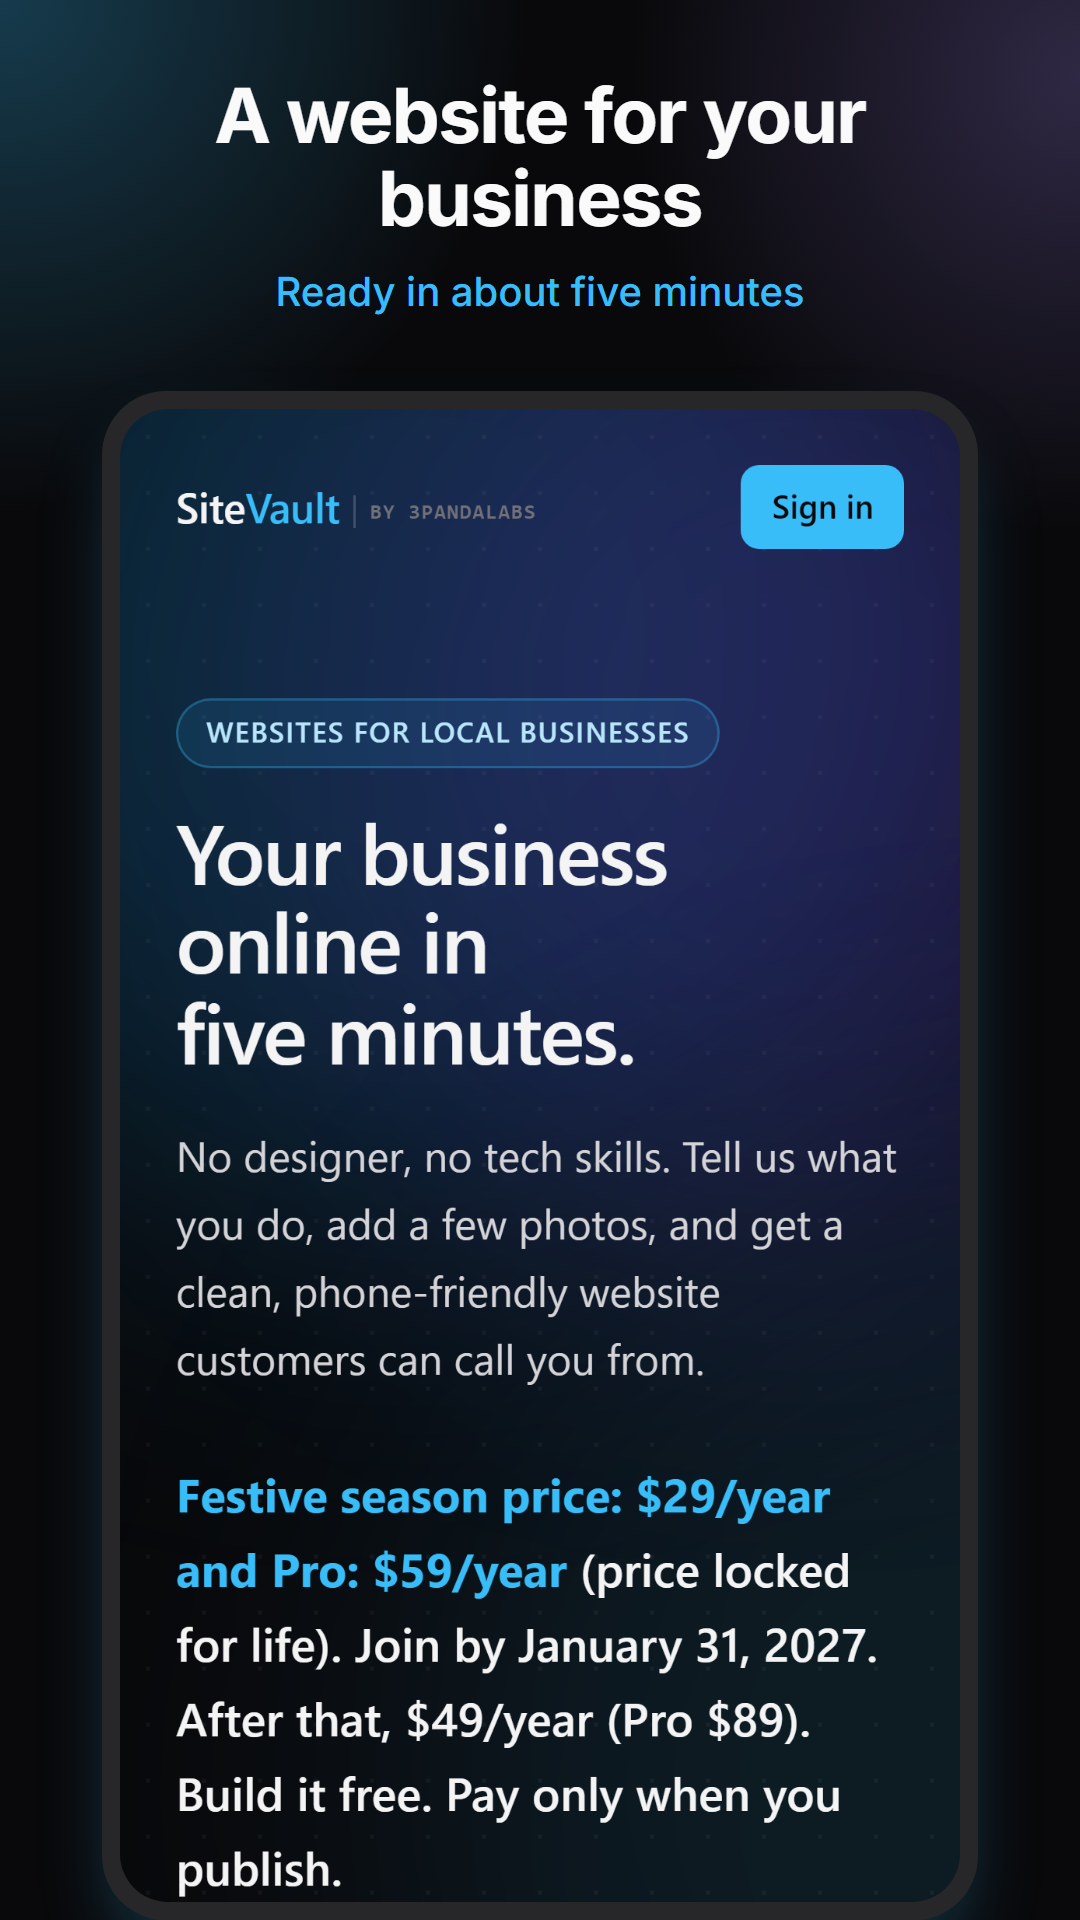 A website for your
business
Ready in about five minutes
SiteVault | BY 3PANDALABS
Sign in
WEBSITES FOR LOCAL BUSINESSES
Your business
online in
five minutes.
No designer, no tech skills. Tell us what
you do, add a few photos, and get a
clean, phone-friendly website
customers can call you from.
Festive season price: $29/year
and Pro: $59/year (price locked
for life). Join by January 31, 2027.
After that, $49/year (Pro $89).
Build it free. Pay only when you
publish.